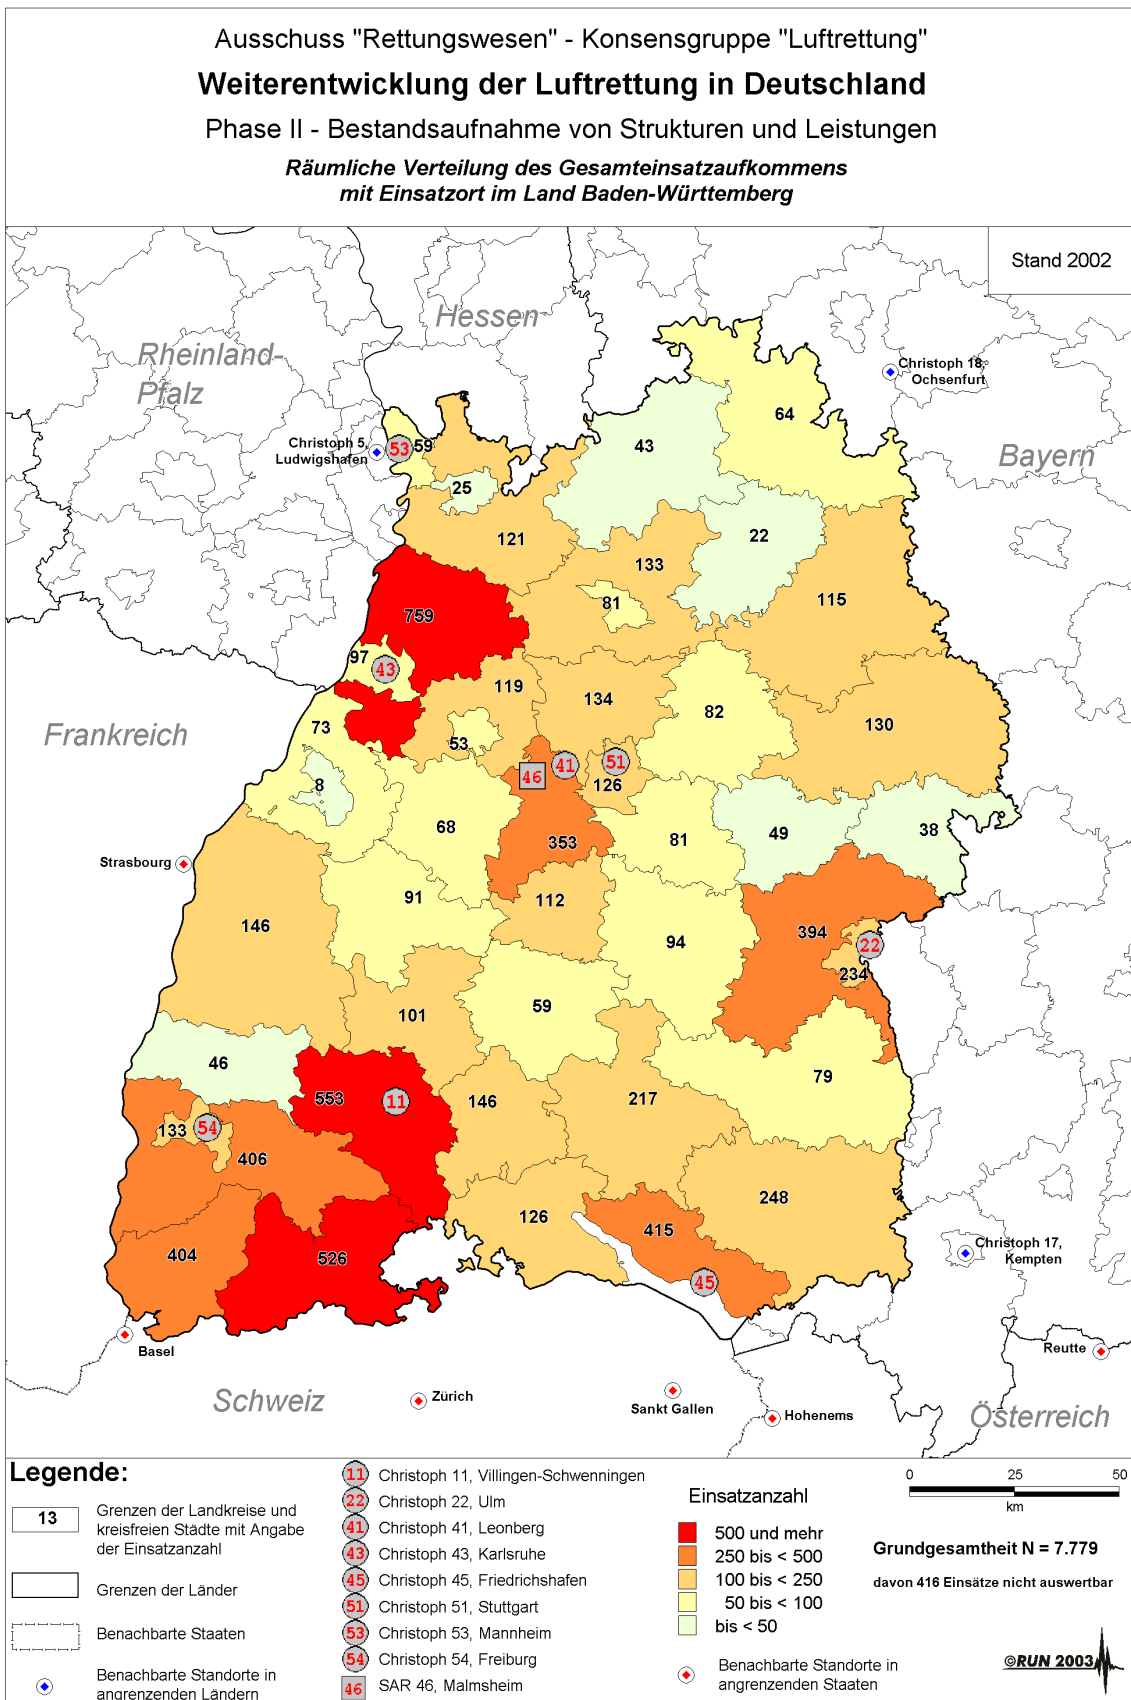 Ausschuss "Rettungswesen" - Konsensgruppe "Luftrettung"
Weiterentwicklung der Luftrettung in Deutschland
Phase II - Bestandsaufnahme von Strukturen und Leistungen
Räumliche Verteilung des Gesamteinsatzaufkommens
mit Einsatzort im Land Baden-Württemberg
Stand 2002
Hessen
Rheinland-
Pfalz
Christoph 18,
Ochsenfurt
64
43
Christoph 5,
Ludwigshafen
53
59
Bayern
25
121
22
133
81
115
759
97
43
119
134
82
130
73
53
Frankreich
46
41
51
126
8
68
353
81
49
38
Strasbourg
91
112
146
94
394
22
234
59
101
46
79
553
11
146
217
133
54
406
126
248
415
404
526
Christoph 17,
Kempten
45
Basel
Reutte
Schweiz
Zürich
Sankt Gallen
Hohenems
Österreich
Legende:
13
Grenzen der Landkreise und
kreisfreien Städte mit Angabe
der Einsatzanzahl
Grenzen der Länder
Benachbarte Staaten
Benachbarte Standorte in
angrenzenden Ländern
11 Christoph 11, Villingen-Schwenningen
22 Christoph 22, Ulm
41 Christoph 41, Leonberg
43 Christoph 43, Karlsruhe
45 Christoph 45, Friedrichshafen
51 Christoph 51, Stuttgart
53 Christoph 53, Mannheim
54 Christoph 54, Freiburg
46 SAR 46, Malmsheim
Einsatzanzahl
500 und mehr
250 bis < 500
100 bis < 250
50 bis < 100
bis < 50
Benachbarte Standorte in
angrenzenden Staaten
0 25 50
km
Grundgesamtheit N = 7.779
davon 416 Einsätze nicht auswertbar
©RUN 2003